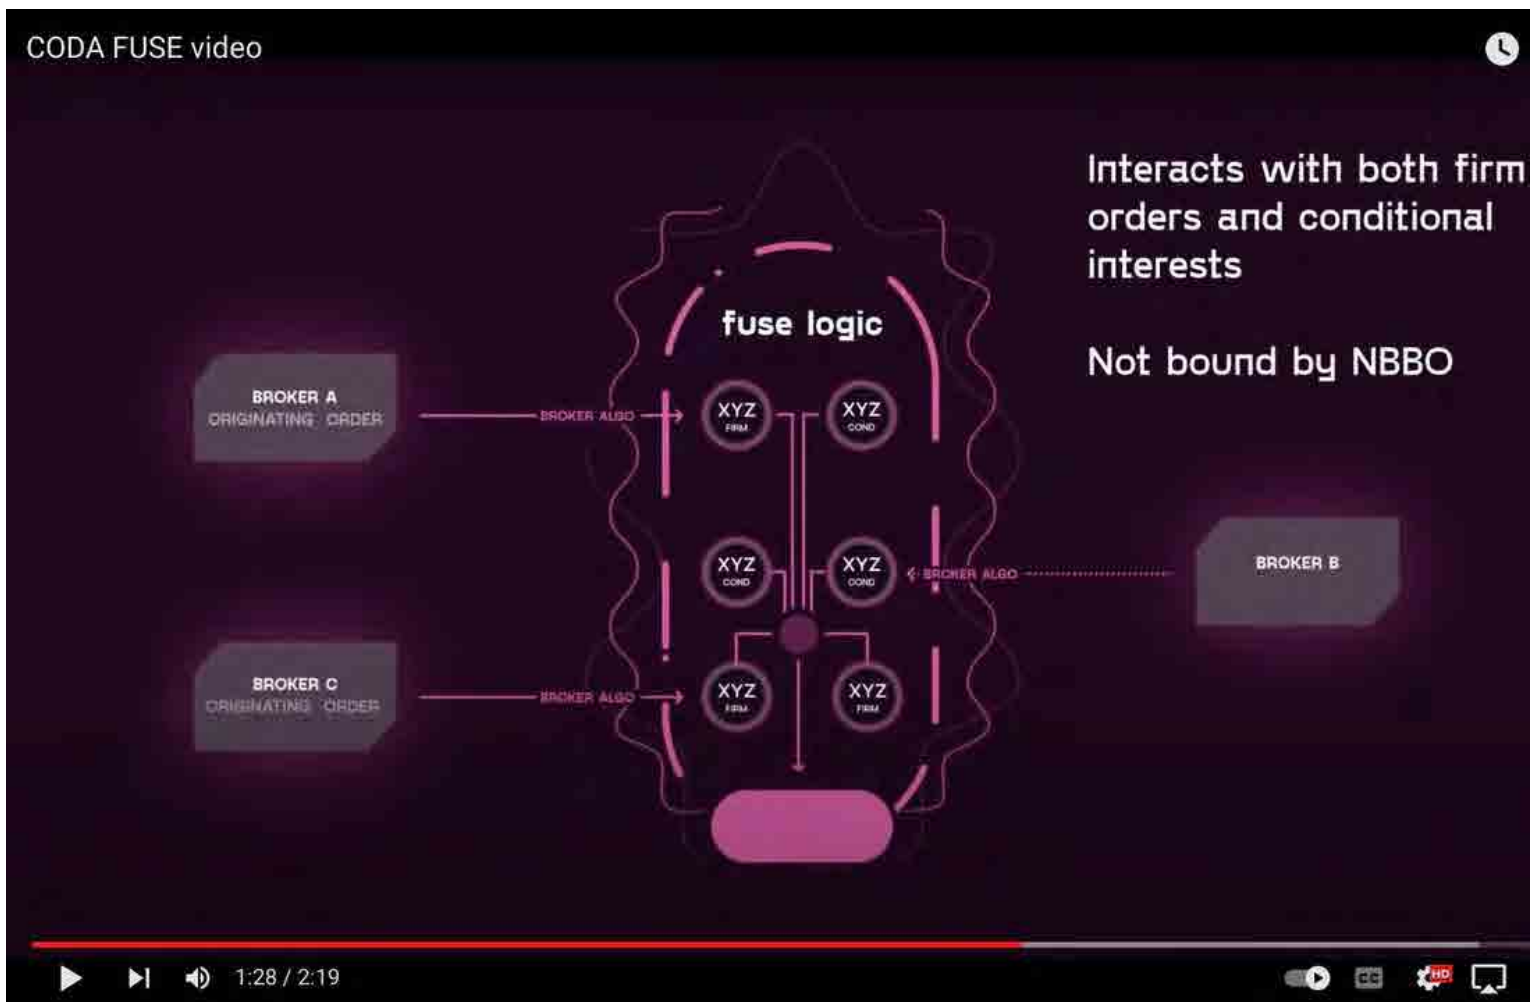 CODA FUSE video
Interacts with both firm
orders and conditional
interests
Not bound by NBBO
fuse logic
BROKER A
ORIGINATING ORDER
BROKER ALGO
XYZ
FIRM
XYZ
COND
XYZ
COND
XYZ
COND
BROKER ALGO
BROKER B
BROKER C
ORIGINATING ORDER
BROKER ALGO
XYZ
FIRM
XYZ
FIRM
1:28 / 2:19
CC
HD